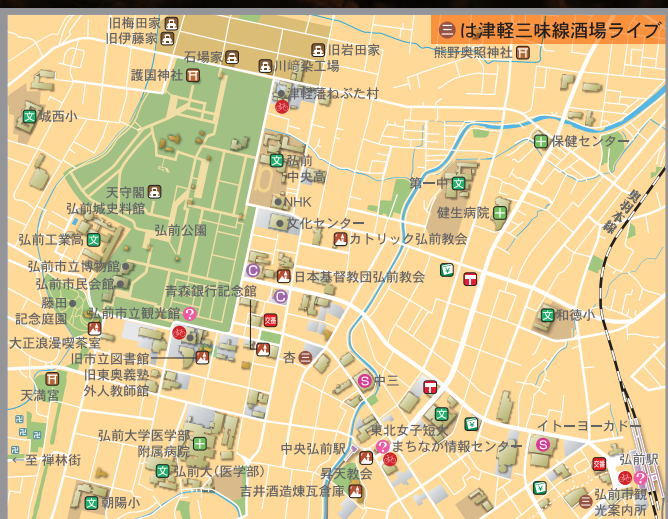 三は津軽三味線酒場ライブ
旧梅田家
旧伊藤家
石場家
旧岩田家
川﨑染工場
熊野奥照神社
護国神社
津軽藩ねぷた村
城西小
保健センター
弘前
中央高
第一中
天守閣
弘前城史料館
NHK
健生病院
奥羽本線
文化センター
弘前公園
弘前工業高
カトリック弘前教会
弘前市立博物館
日本基督教団弘前教会
弘前市民会館
青森銀行記念館
藤田
記念庭園
弘前市立観光館
交番
和徳小
大正浪漫喫茶室
旧市立図書館
旧東奥義塾
外人教師館
杏三
天満宮
S中三
東北女子短大
イトーヨーカドー
S
弘前大学医学部
附属病院
中央弘前駅
まちなか情報センター
至 禅林街
弘前大(医学部)
昇天教会
弘前駅
交番
吉井酒造煉瓦倉庫
朝陽小
三弘前市観
光案内所